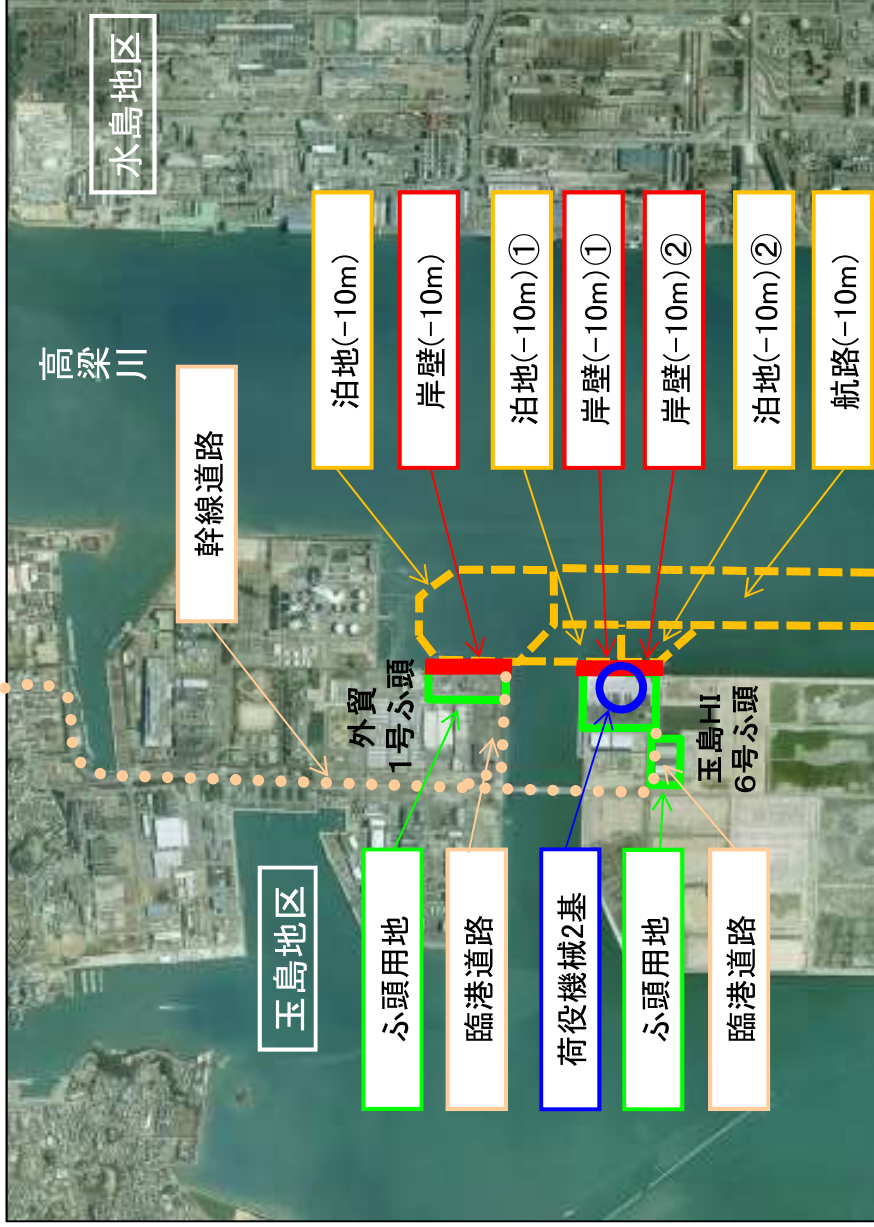 水島地区
高梁川
幹線道路
泊地(-10m)
岸壁(-10m)
泊地(-10m)①
岸壁(-10m)①
岸壁(-10m)②
泊地(-10m)②
航路(-10m)
外貿
1号ふ頭
玉島HI
6号ふ頭
玉島地区
ふ頭用地
臨港道路
荷役機械2基
ふ頭用地
臨港道路